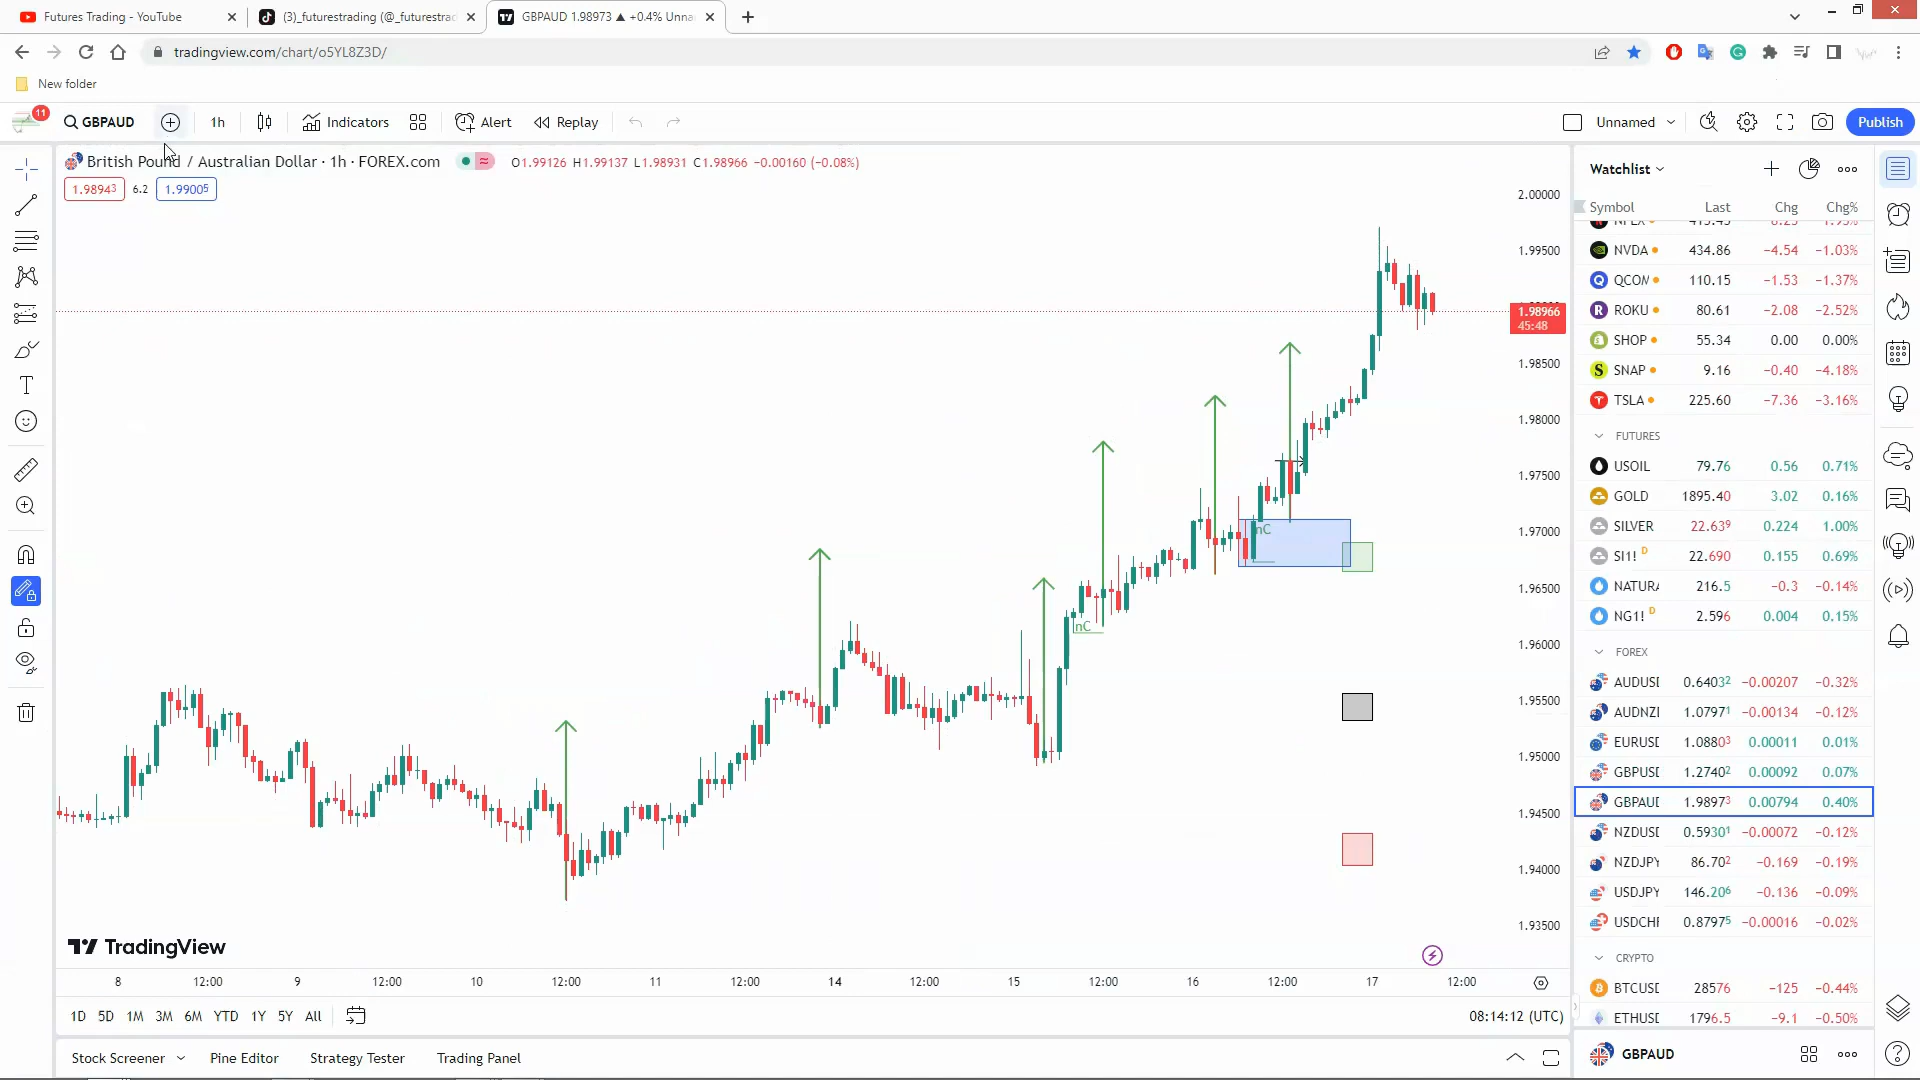 Futures Trading - YouTube
(3)_futurestrading (@_futurestrad
GBPAUD 1.98973 ▲ +0.4% Unna
tradingview.com/chart/o5YL8Z3D/
New folder
11
GBPAUD
1h
Indicators
Alert
Replay
Unnamed
Publish
British Pound / Australian Dollar · 1h · FOREX.com
O1.99126 H1.99137 L1.98931 C1.98966 −0.00160 (−0.08%)
1.98943 6.2 1.99005
Watchlist
Symbol Last Chg Chg%
NVDA 434.86 −4.54 −1.03%
QCOM 110.15 −1.53 −1.37%
ROKU 80.61 −2.08 −2.52%
SHOP 55.34 0.00 0.00%
SNAP 9.16 −0.40 −4.18%
TSLA 225.60 −7.36 −3.16%
FUTURES
USOIL 79.76 0.56 0.71%
GOLD 1895.40 3.02 0.16%
SILVER 22.639 0.224 1.00%
SI1! D 22.690 0.155 0.69%
NATURA 216.5 −0.3 −0.14%
NG1! D 2.596 0.004 0.15%
FOREX
AUDUSD 0.64032 −0.00207 −0.32%
AUDNZD 1.07971 −0.00134 −0.12%
EURUSD 1.08803 0.00011 0.01%
GBPUSD 1.27402 0.00092 0.07%
GBPAUD 1.98973 0.00794 0.40%
NZDUSD 0.59301 −0.00072 −0.12%
NZDJPY 86.702 −0.169 −0.19%
USDJPY 146.206 −0.136 −0.09%
USDCHF 0.87975 −0.00016 −0.02%
CRYPTO
BTCUSD 28576 −125 −0.44%
ETHUSD 1796.5 −9.1 −0.50%
GBPAUD
2.00000
1.99500
1.98966
45:48
1.98500
1.98000
1.97500
1.97000
1.96500
1.96000
1.95500
1.95000
1.94500
1.94000
1.93500
nC
nC
TradingView
8 12:00 9 12:00 10 12:00 11 12:00 14 12:00 15 12:00 16 12:00 17 12:00
1D 5D 1M 3M 6M YTD 1Y 5Y All
08:14:12 (UTC)
Stock Screener
Pine Editor
Strategy Tester
Trading Panel